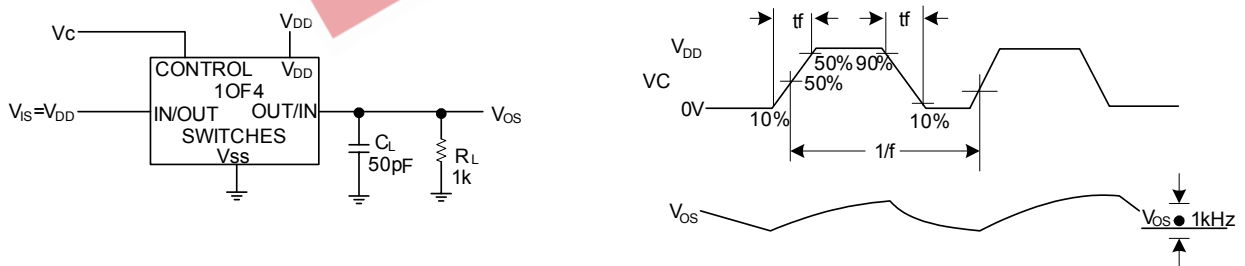 Vc
VDD
CONTROL VDD
1OF4
VIS=VDD IN/OUT OUT/IN VOS
SWITCHES
Vss
CL
50pF
RL
1k
tf tf
VDD
50% 90%
VC 50%
0V
10% 10%
1/f
VOS
VOS 1kHz